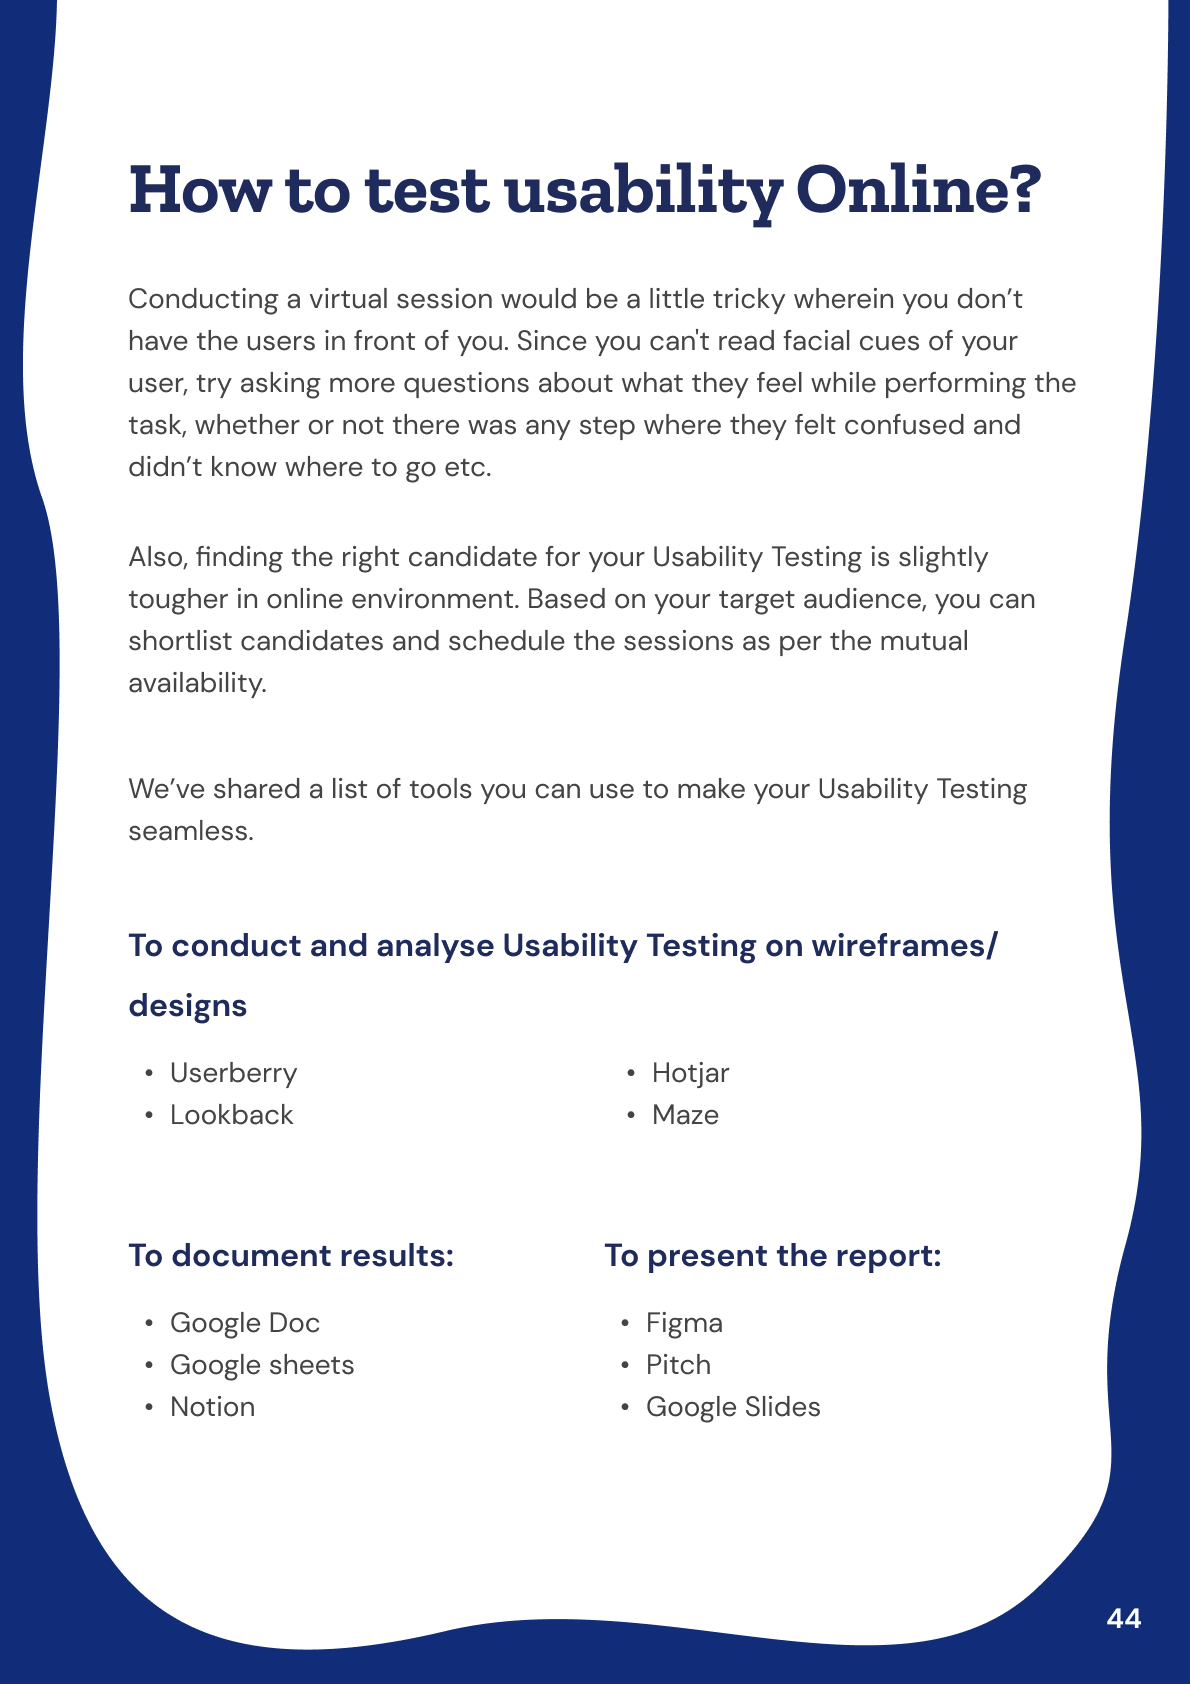 How to test usability Online?
Conducting a virtual session would be a little tricky wherein you don’t
have the users in front of you. Since you can't read facial cues of your
user, try asking more questions about what they feel while performing the
task, whether or not there was any step where they felt confused and
didn’t know where to go etc.
Also, finding the right candidate for your Usability Testing is slightly
tougher in online environment. Based on your target audience, you can
shortlist candidates and schedule the sessions as per the mutual
availability.
We’ve shared a list of tools you can use to make your Usability Testing
seamless.
To conduct and analyse Usability Testing on wireframes/
designs
• Userberry
• Lookback
• Hotjar
• Maze
To document results:
• Google Doc
• Google sheets
• Notion
To present the report:
• Figma
• Pitch
• Google Slides
44